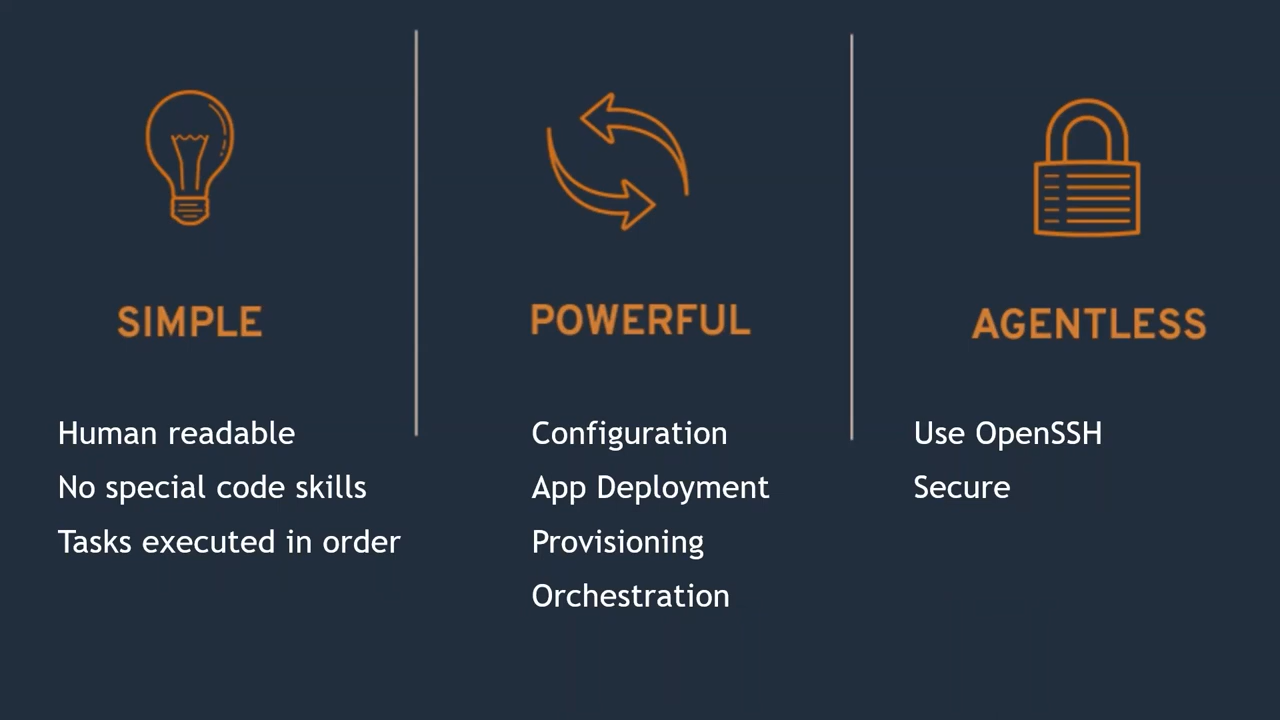 SIMPLE
Human readable
No special code skills
Tasks executed in order
POWERFUL
Configuration
App Deployment
Provisioning
Orchestration
AGENTLESS
Use OpenSSH
Secure